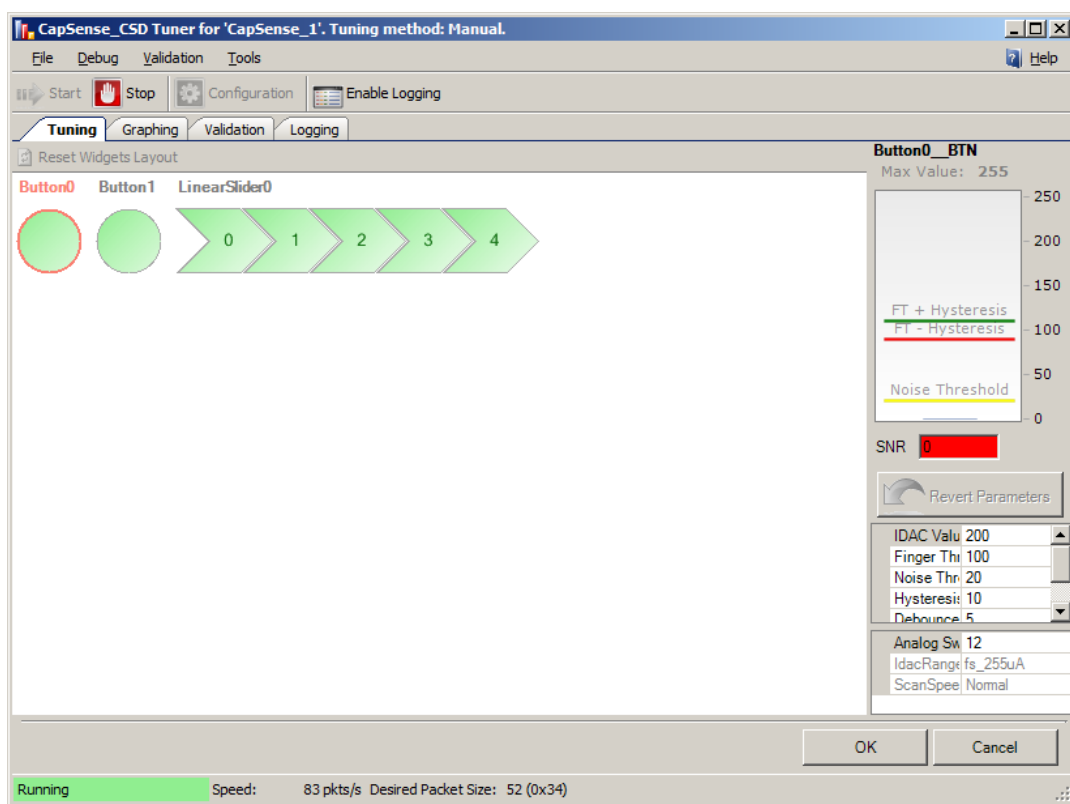 CapSense_CSD Tuner for 'CapSense_1'. Tuning method: Manual.
File Debug Validation Tools Help
Start Stop Configuration Enable Logging
Tuning Graphing Validation Logging
Reset Widgets Layout
Button0 Button1 LinearSlider0
0 1 2 3 4
Button0__BTN
Max Value: 255
250
200
150
FT + Hysteresis
FT - Hysteresis 100
50
Noise Threshold
0
SNR 0
Revert Parameters
IDAC Valu 200
Finger Thr 100
Noise Thr 20
Hysteresis 10
Debounce 5
Analog Sw 12
IdacRange fs_255uA
ScanSpee Normal
OK Cancel
Running Speed: 83 pkts/s Desired Packet Size: 52 (0x34)